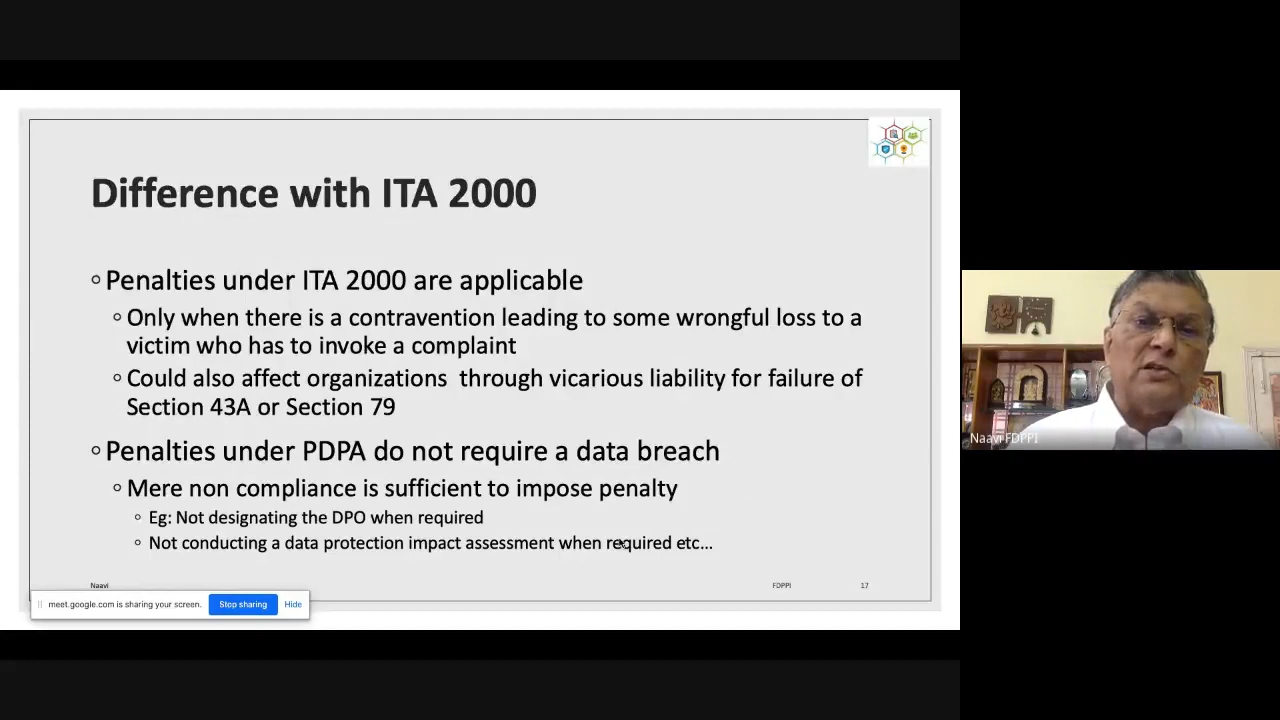 Difference with ITA 2000
Penalties under ITA 2000 are applicable
Only when there is a contravention leading to some wrongful loss to a
victim who has to invoke a complaint
Could also affect organizations through vicarious liability for failure of
Section 43A or Section 79
Penalties under PDPA do not require a data breach
Mere non compliance is sufficient to impose penalty
Eg: Not designating the DPO when required
Not conducting a data protection impact assessment when required etc...
Naavi
FDPPI
17
meet.google.com is sharing your screen.
Stop sharing
Hide
Naavi FDPPI